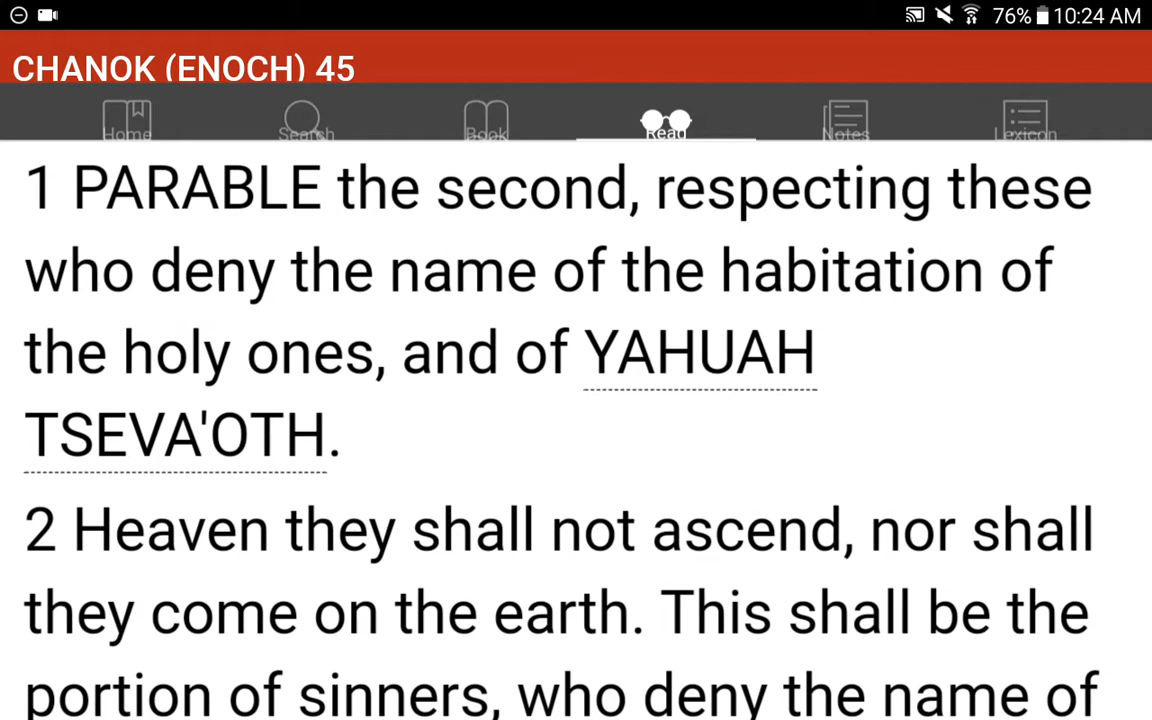 76% 10:24 AM
CHANOK (ENOCH) 45
Home Search Book Read Notes Lexicon
1 PARABLE the second, respecting these
who deny the name of the habitation of
the holy ones, and of YAHUAH
TSEVA'OTH.
2 Heaven they shall not ascend, nor shall
they come on the earth. This shall be the
portion of sinners, who deny the name of